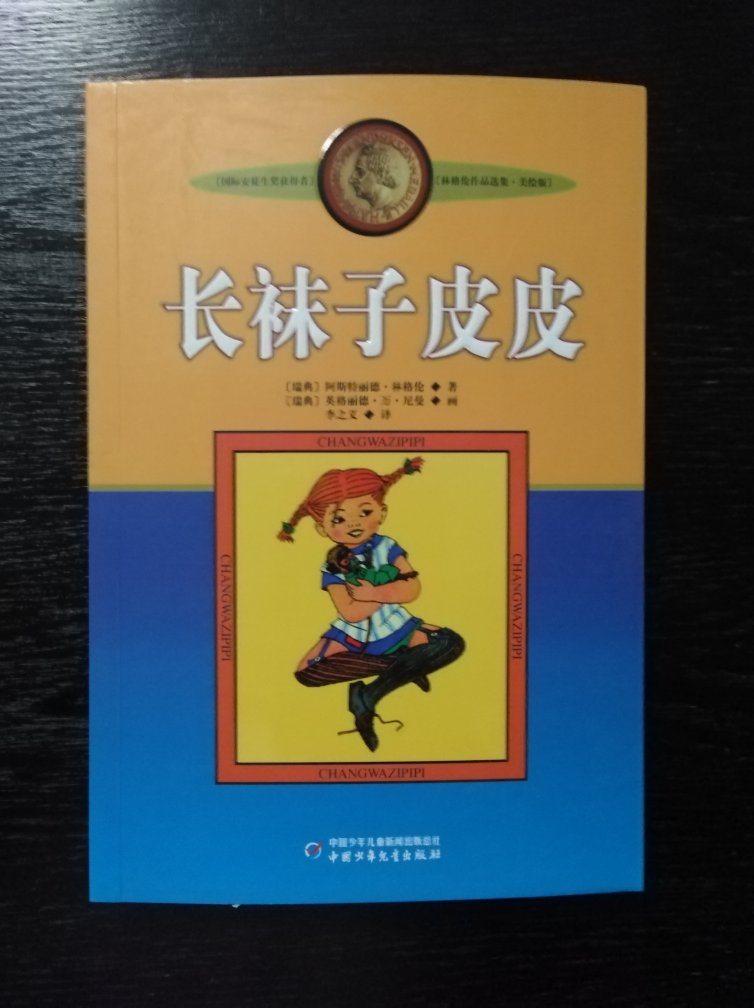 〔国际安徒生奖获得者〕
〔林格伦作品选集·美绘版〕
长袜子皮皮
〔瑞典〕阿斯特丽德·林格伦◆著
〔瑞典〕英格丽德·万·尼曼◆画
李之义◆译
CHANGWAZIPIPI
CHANGWAZIPIPI
CHANGWAZIPIPI
CHANGWAZIPIPI
中国少年儿童新闻出版总社
中国少年儿童出版社